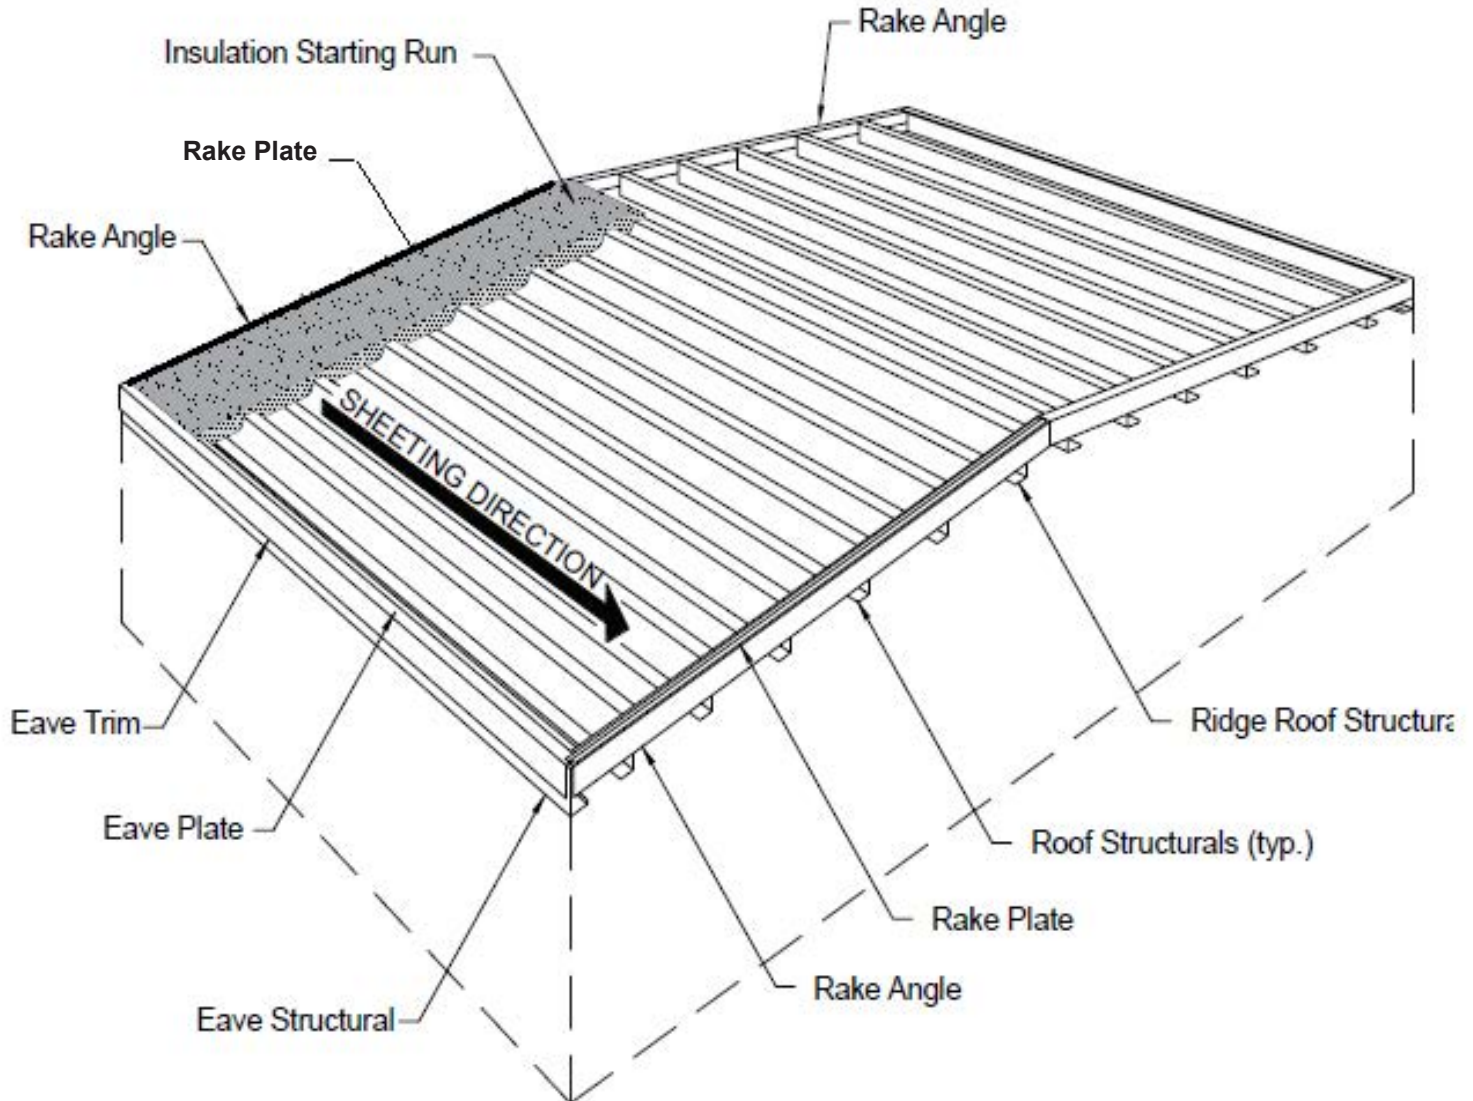 Rake Angle
Insulation Starting Run
Rake Plate
Rake Angle
SHEETING DIRECTION
Eave Trim
Ridge Roof Structura
Eave Plate
Roof Structurals (typ.)
Rake Plate
Rake Angle
Eave Structural